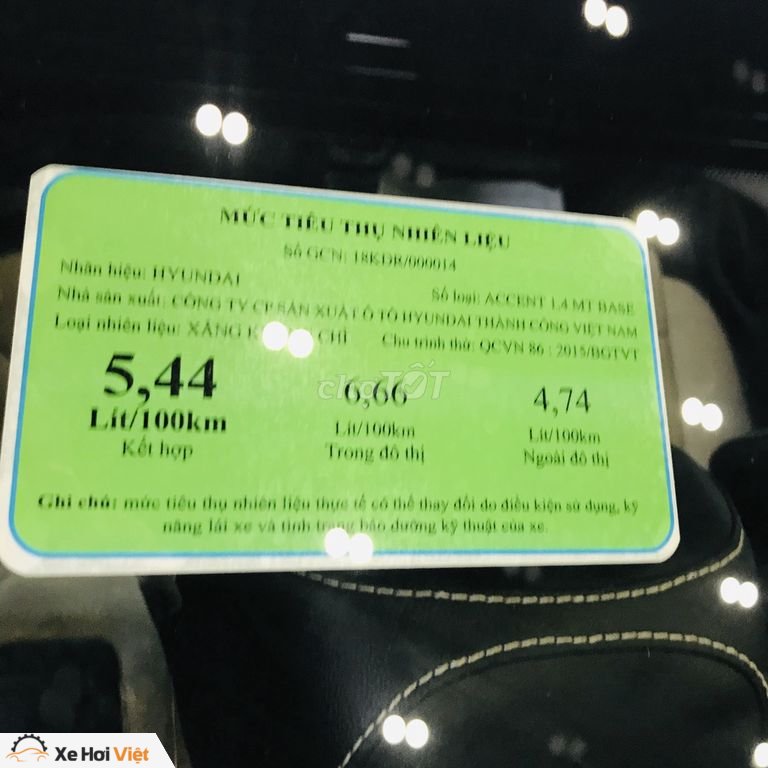 MỨC TIÊU THỤ NHIÊN LIỆU
Số GCN: 18KDR/000014
Nhãn hiệu: HYUNDAI Số loại: ACCENT 1.4 MT BASE
Nhà sản xuất: CÔNG TY CP SẢN XUẤT Ô TÔ HYUNDAI THÀNH CÔNG VIỆT NAM
Loại nhiên liệu: XĂNG CHÌ Chu trình thử: QCVN 86 : 2015/BGTVT
5,44 6,66 4,74
Lít/100km Lít/100km Lít/100km
Kết hợp Trong đô thị Ngoài đô thị
Ghi chú: mức tiêu thụ nhiên liệu thực tế có thể thay đổi do điều kiện sử dụng, kỹ
năng lái xe và tình trạng bảo dưỡng kỹ thuật của xe.
chợTỐT
Xe Hơi Việt